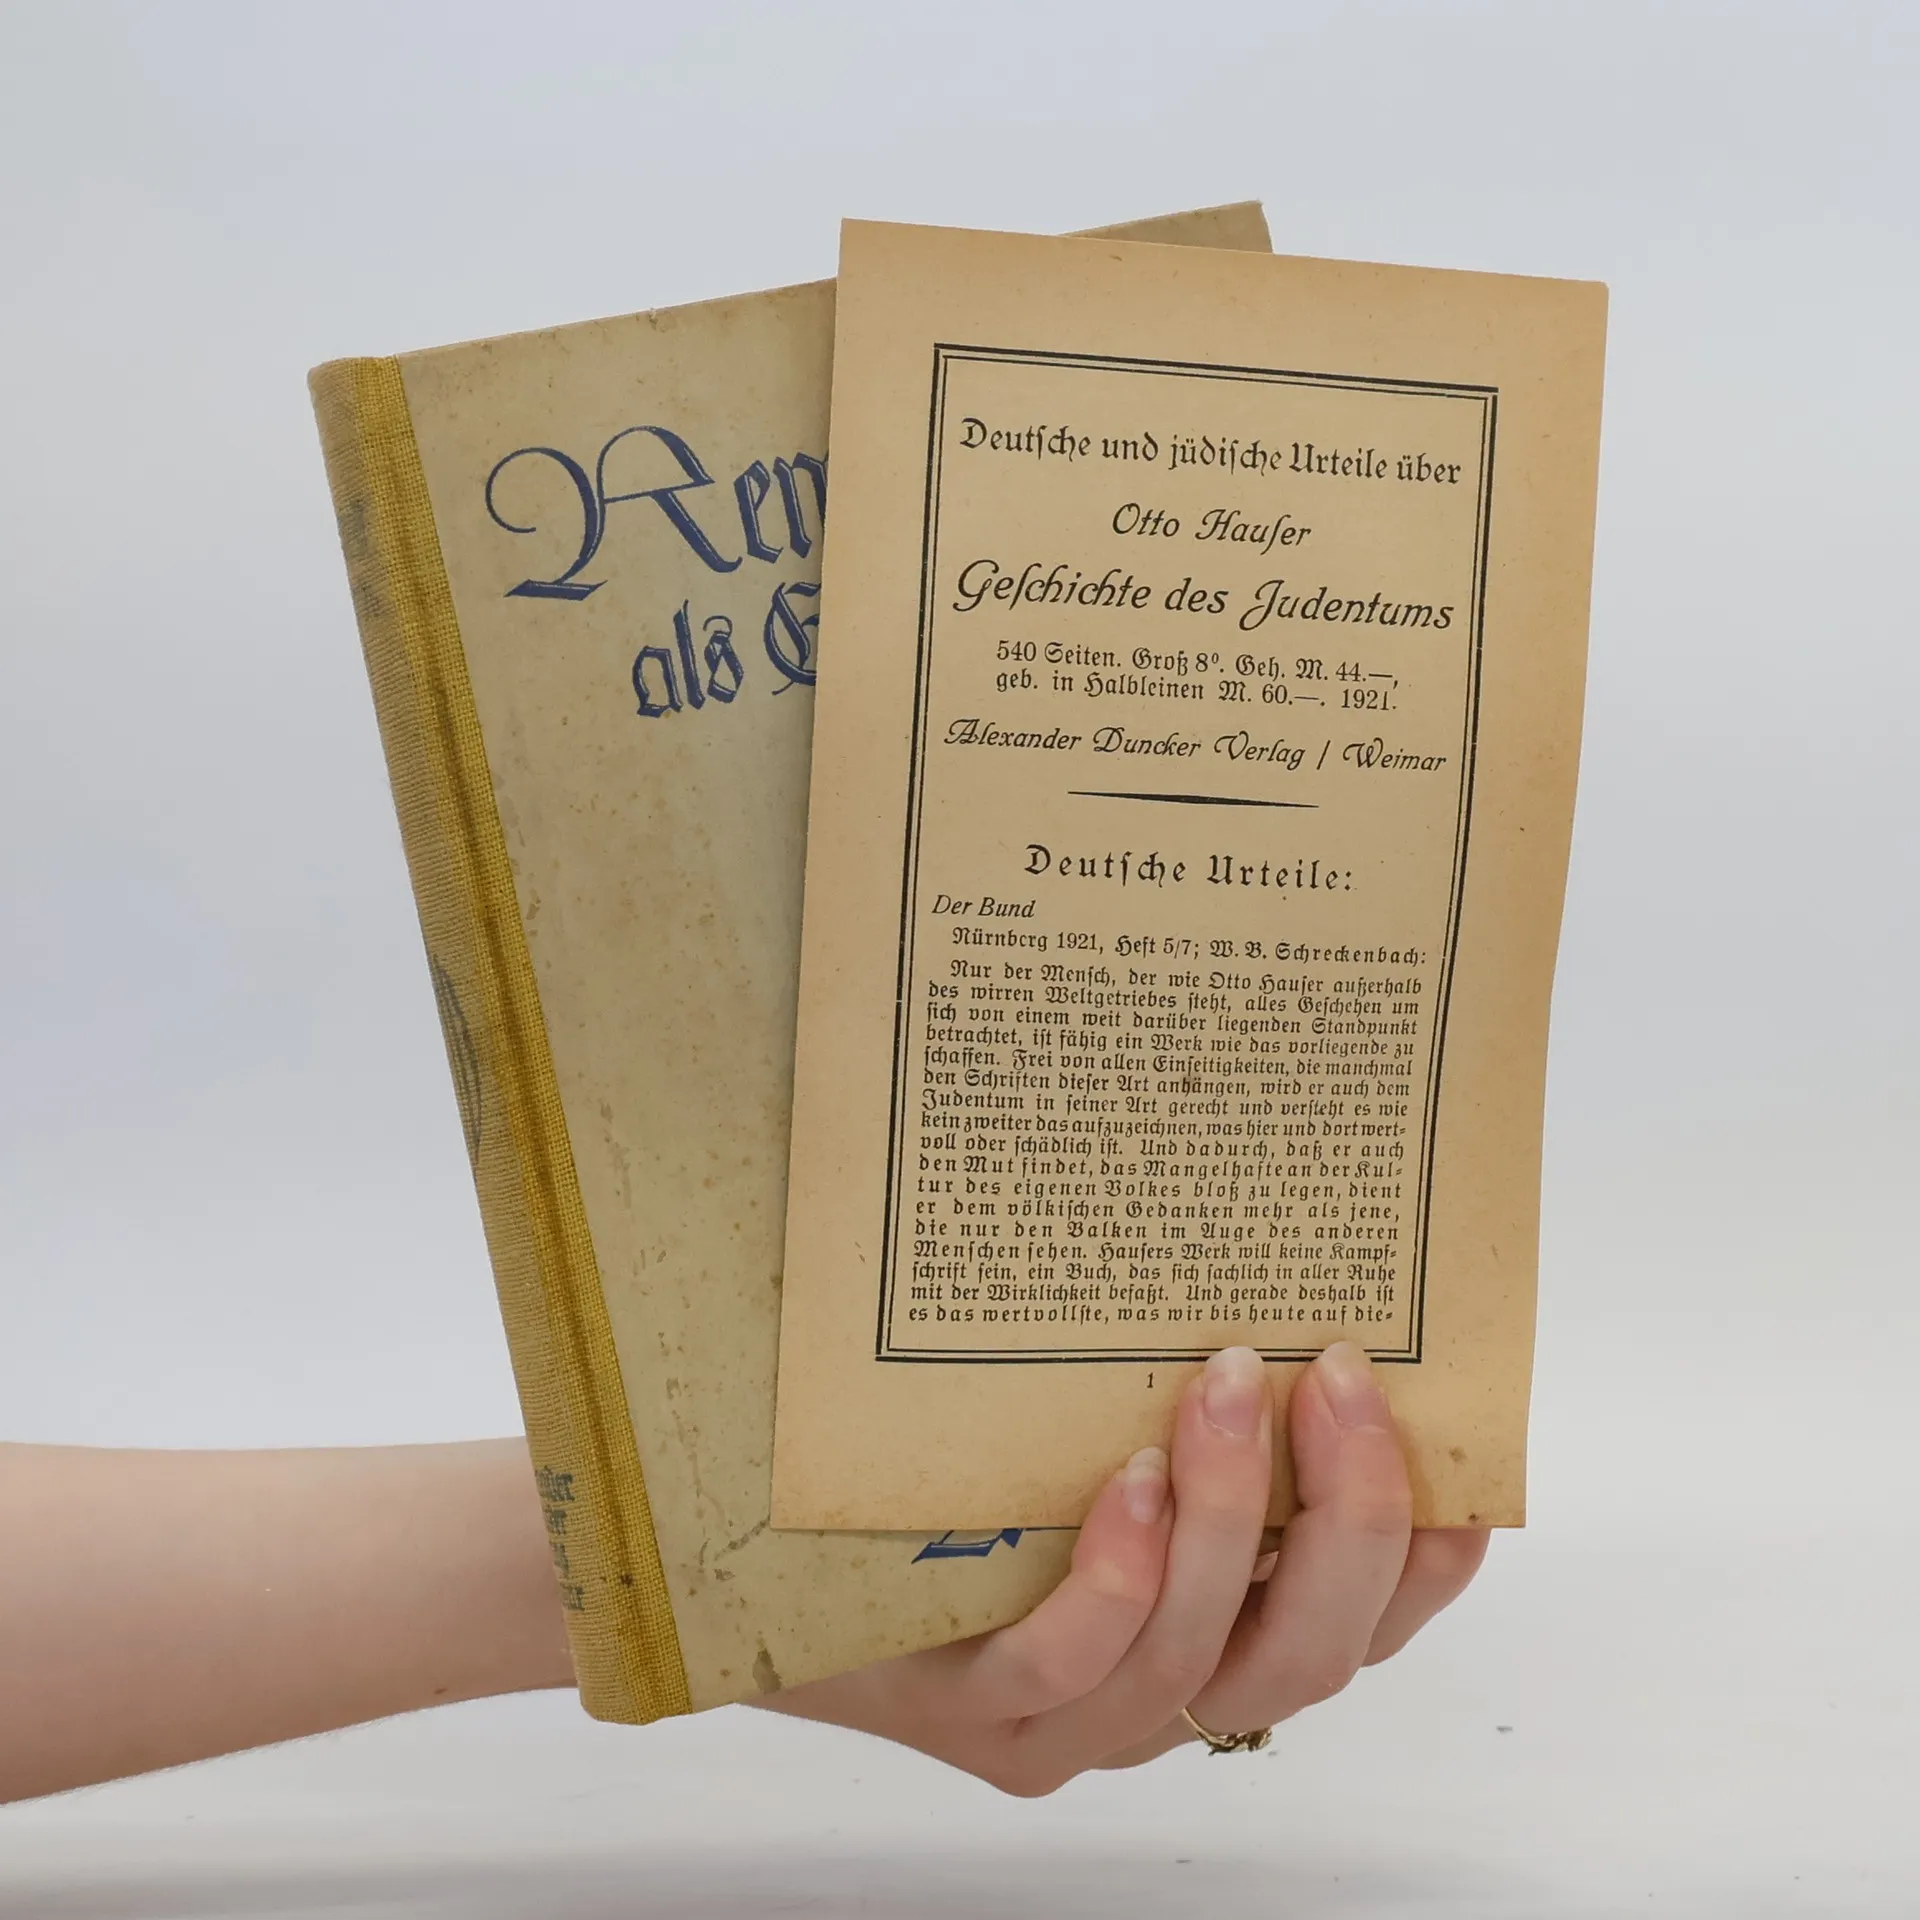 als
Deutſche und jüdiſche Urteile über
Otto Hauſer
Geſchichte des Judentums
540 Seiten. Groß 8⁰. Geh. M. 44.—,
geb. in Halbleinen M. 60.—. 1921.
Alexander Duncker Verlag / Weimar
Deutſche Urteile:
Der Bund
Nürnberg 1921, Heft 5/7; W. B. Schreckenbach:
Nur der Menſch, der wie Otto Hauſer außerhalb
des wirren Weltgetriebes ſteht, alles Geſchehen um
ſich von einem weit darüber liegenden Standpunkt
betrachtet, iſt fähig ein Werk wie das vorliegende zu
ſchaffen. Frei von allen Einſeitigkeiten, die manchmal
den Schriften dieſer Art anhängen, wird er auch dem
Judentum in ſeiner Art gerecht und verſteht es wie
kein zweiter das aufzuzeichnen, was hier und dort wert-
voll oder ſchädlich iſt. Und dadurch, daß er auch
den Mut findet, das Mangelhafte an der Kul-
tur des eigenen Volkes bloß zu legen, dient
er dem völkiſchen Gedanken mehr als jene,
die nur den Balken im Auge des anderen
Menſchen ſehen. Hauſers Werk will keine Kampf-
ſchrift ſein, ein Buch, das ſich ſachlich in aller Ruhe
mit der Wirklichkeit befaßt. Und gerade deshalb iſt
es das wertvollſte, was wir bis heute auf die-
1